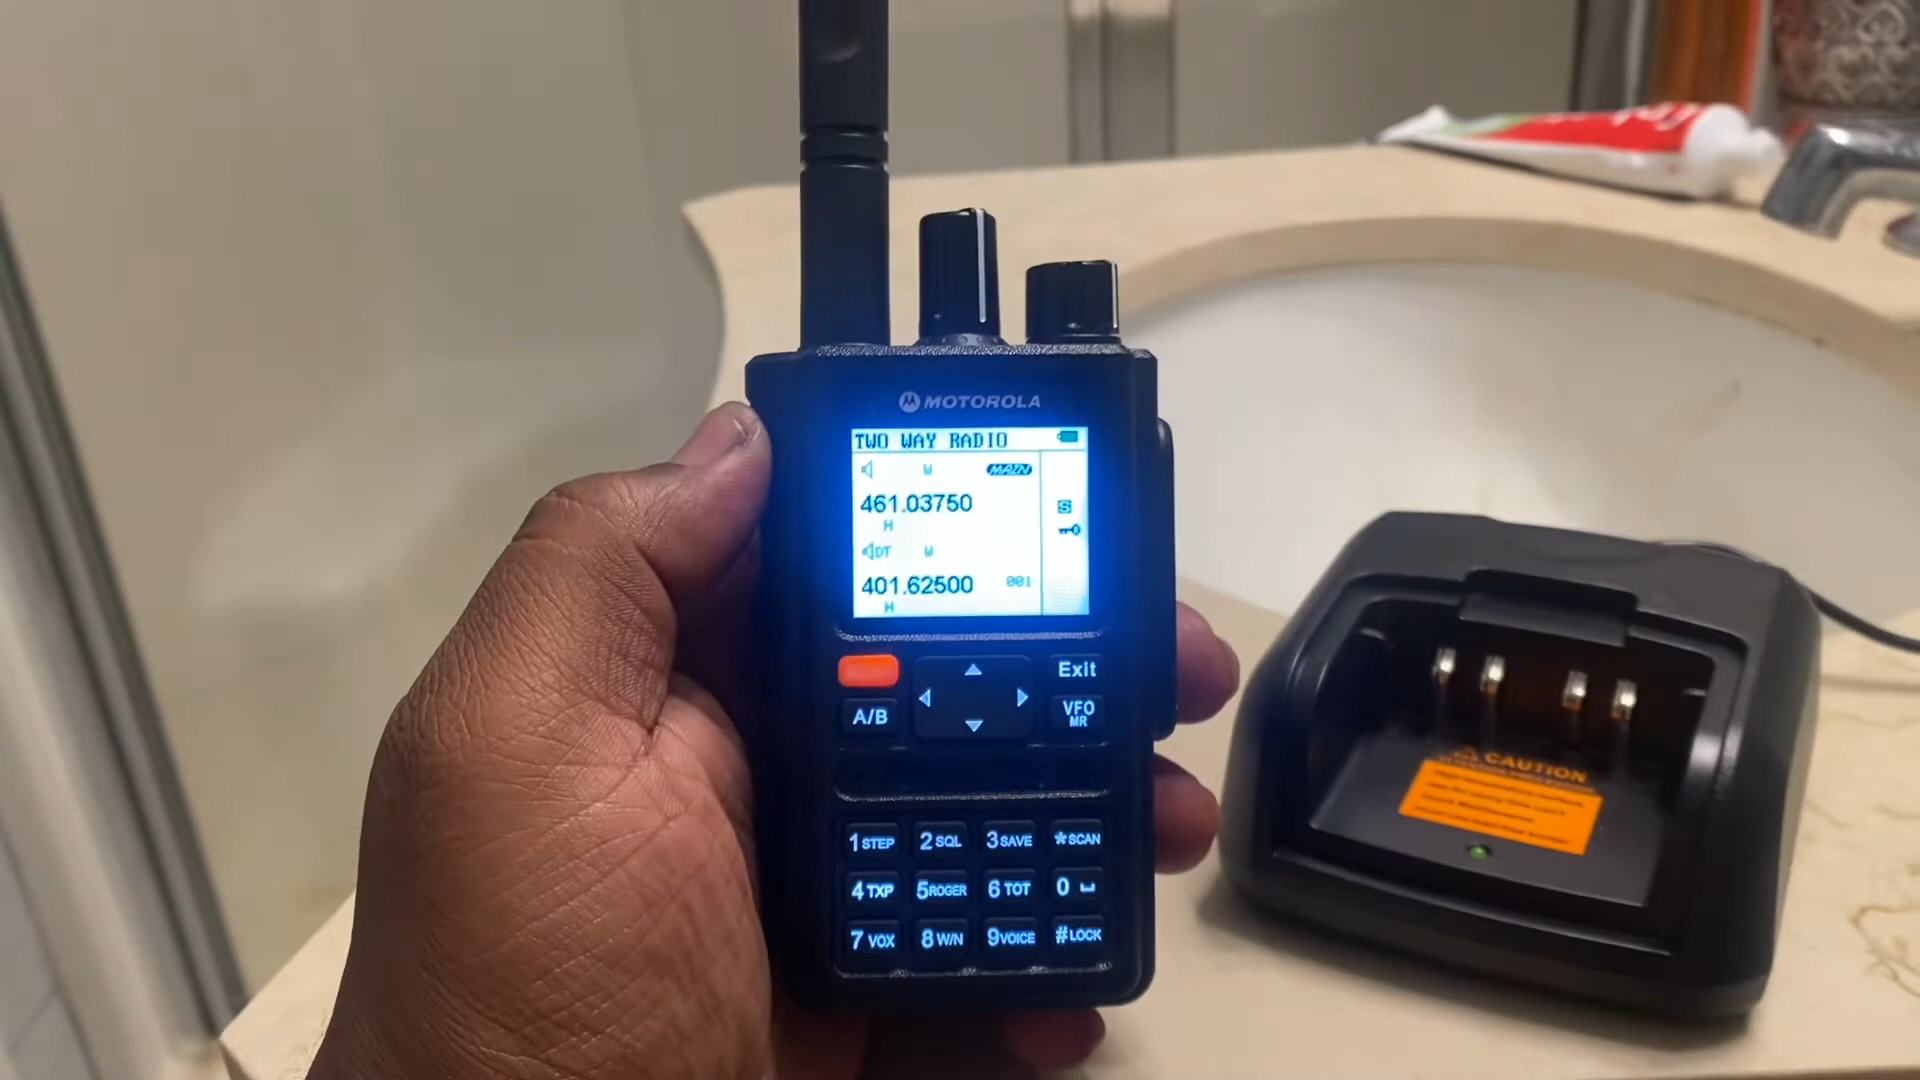 MOTOROLA
TWO WAY RADIO
W MAIN
461.03750
S
H
DT W
401.62500 001
H
Exit
A/B
VFO
MR
1 STEP 2 SQL 3 SAVE * SCAN
4 TXP 5 ROGER 6 TOT 0
7 VOX 8 W/N 9 VOICE # LOCK
CAUTION